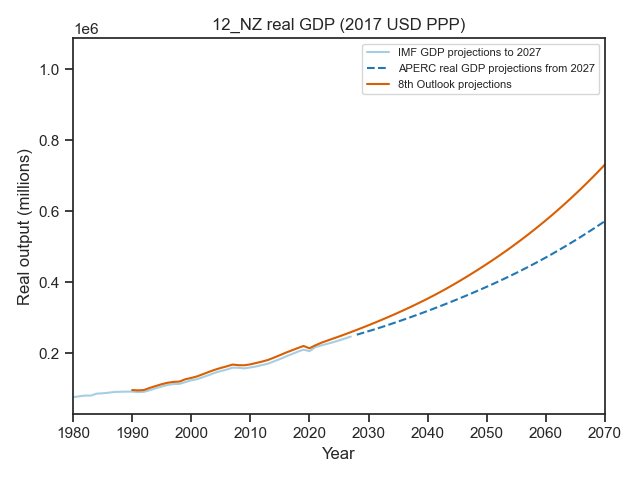 12_NZ real GDP (2017 USD PPP)
1e6
IMF GDP projections to 2027
APERC real GDP projections from 2027
8th Outlook projections
1.0
0.8
0.6
0.4
0.2
Real output (millions)
1980 1990 2000 2010 2020 2030 2040 2050 2060 2070
Year